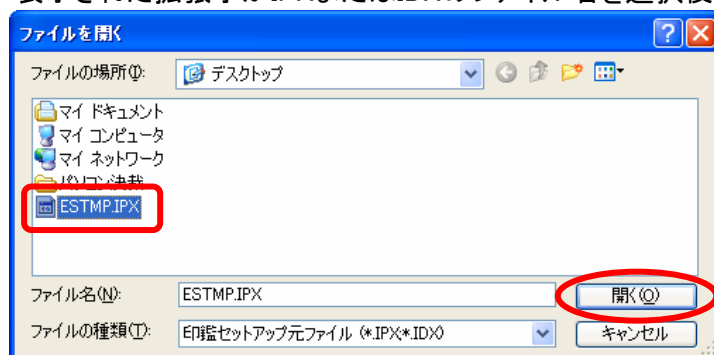 ファイルを開く
ファイルの場所(I):
デスクトップ
マイ ドキュメント
マイ コンピュータ
マイ ネットワーク
パソコン決裁
ESTMP.IPX
ファイル名(N):
ESTMP.IPX
開く(O)
ファイルの種類(T):
印鑑セットアップ元ファイル (*.IPX;*.IDX)
キャンセル